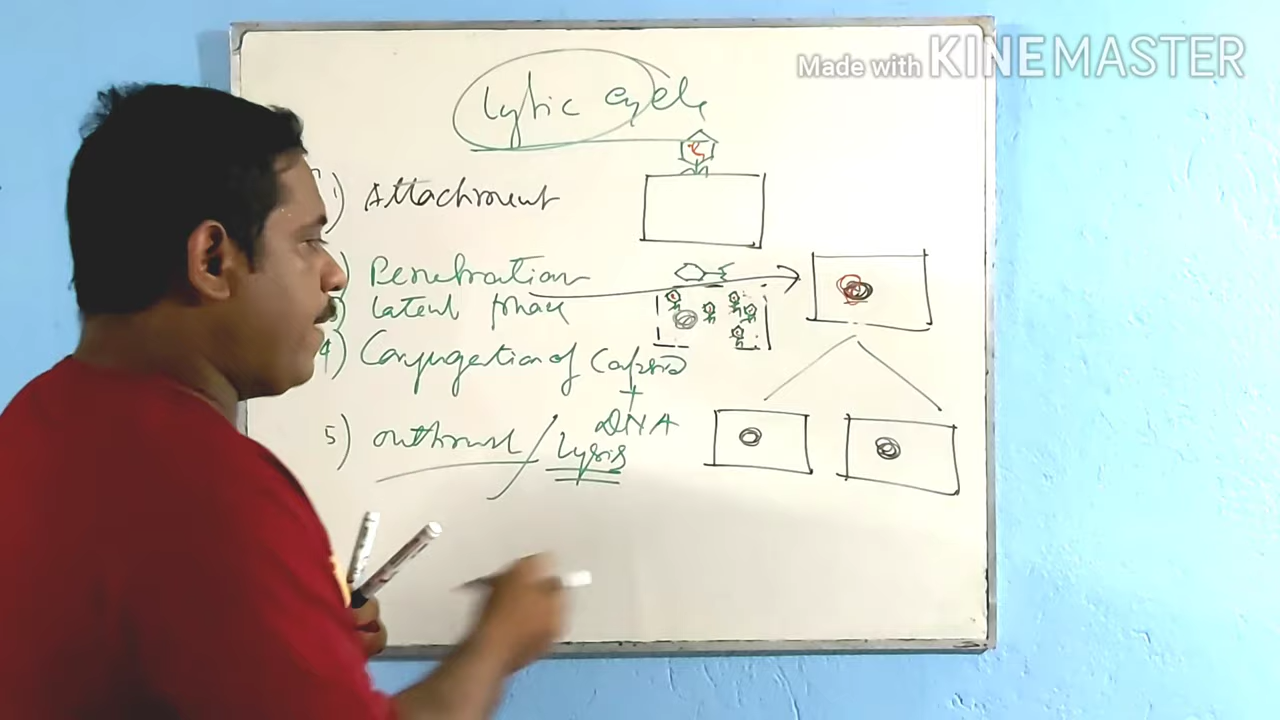 Made with KINEMASTER
Lytic cycle
1) Attachment
) Penetration
3) Latent phase
4) Conjugation of Capsid
+
DNA
5) outburst / Lysis